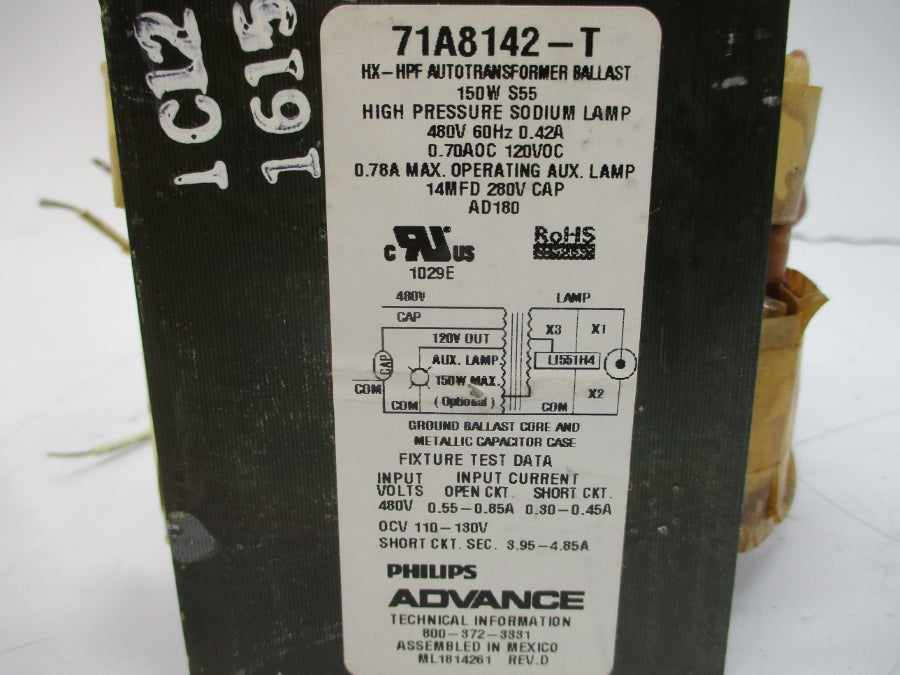 1CL2
1615
71A8142-T
HX-HPF AUTOTRANSFORMER BALLAST
150W S55
HIGH PRESSURE SODIUM LAMP
480V 60Hz 0.42A
0.70AOC 120VOC
0.78A MAX. OPERATING AUX. LAMP
14MFD 280V CAP
AD180
c RU US
RoHS
1029E
480V
LAMP
CAP
120V OUT
X3
X1
AUX. LAMP
CAP
LI551H4
150W MAX.
COM
(Optional)
X2
COM
COM
GROUND BALLAST CORE AND
METALLIC CAPACITOR CASE
FIXTURE TEST DATA
INPUT INPUT CURRENT
VOLTS OPEN CKT. SHORT CKT.
480V 0.55-0.85A 0.30-0.45A
OCV 110-130V
SHORT CKT. SEC. 3.95-4.85A
PHILIPS
ADVANCE
TECHNICAL INFORMATION
800-372-3331
ASSEMBLED IN MEXICO
ML1814261 REV.D